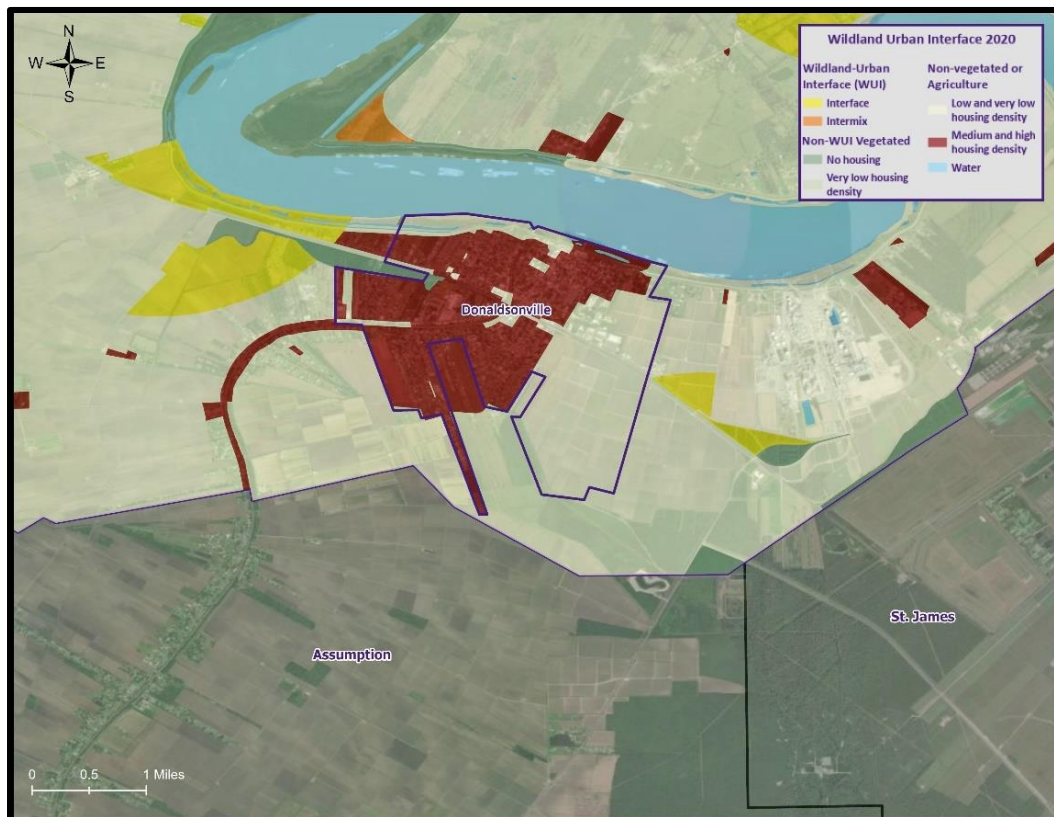 N
W E
S
Wildland Urban Interface 2020
Wildland-Urban
Interface (WUI)
Interface
Intermix
Non-WUI Vegetated
No housing
Very low housing
density
Non-vegetated or
Agriculture
Low and very low
housing density
Medium and high
housing density
Water
Donaldsonville
St. James
Assumption
0 0.5 1 Miles